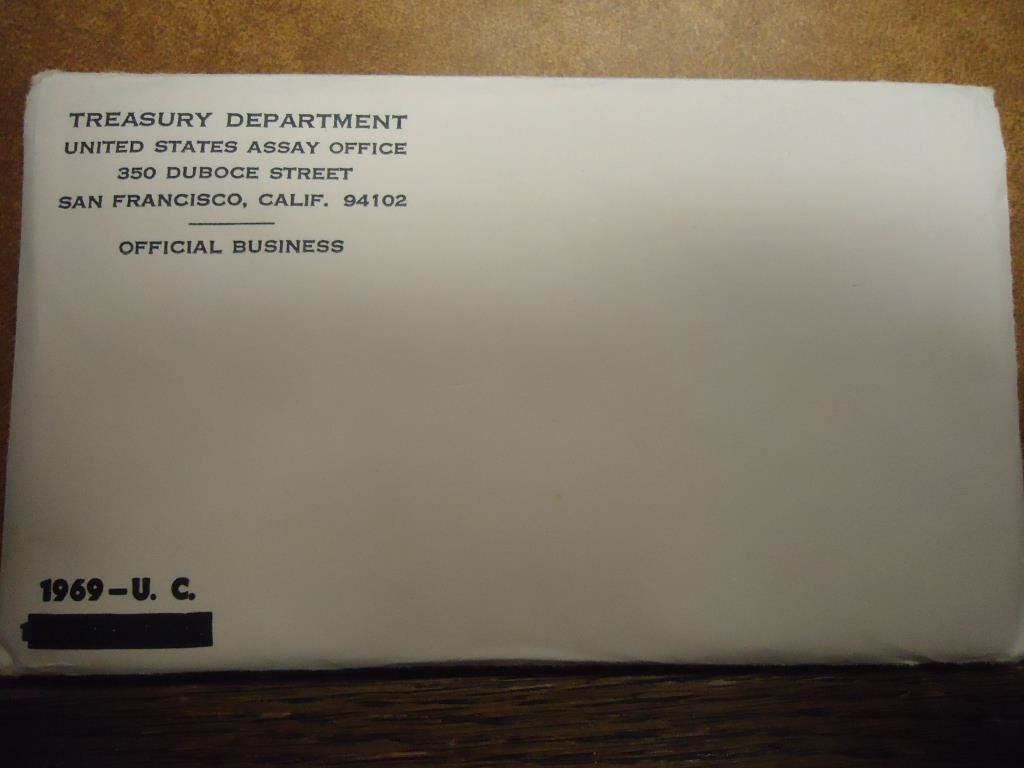 TREASURY DEPARTMENT
UNITED STATES ASSAY OFFICE
350 DUBOCE STREET
SAN FRANCISCO, CALIF. 94102
OFFICIAL BUSINESS
1969-U. C.